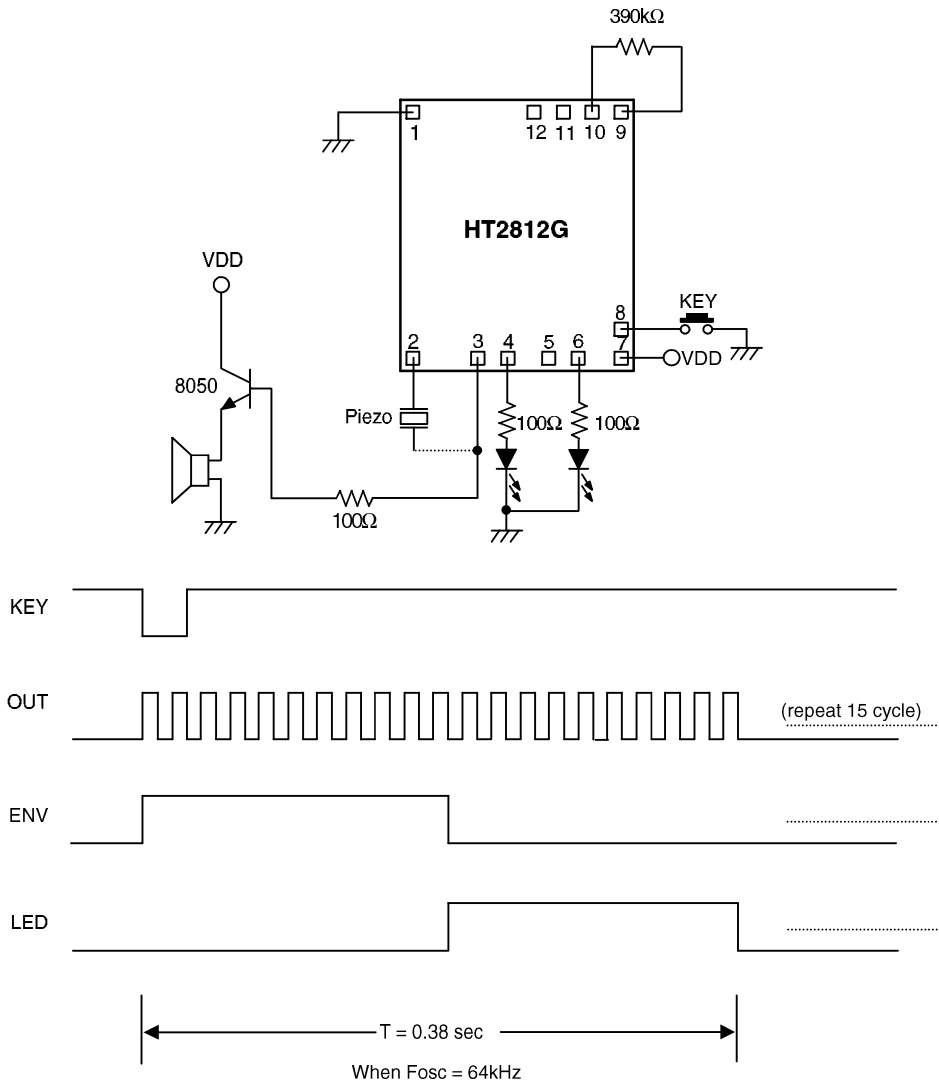 390kΩ
1
12 11 10 9
HT2812G
VDD
8
KEY
2 3 4 5 6 7
VDD
8050
Piezo
100Ω
100Ω
100Ω
KEY
OUT
(repeat 15 cycle)
ENV
LED
T = 0.38 sec
When Fosc = 64kHz